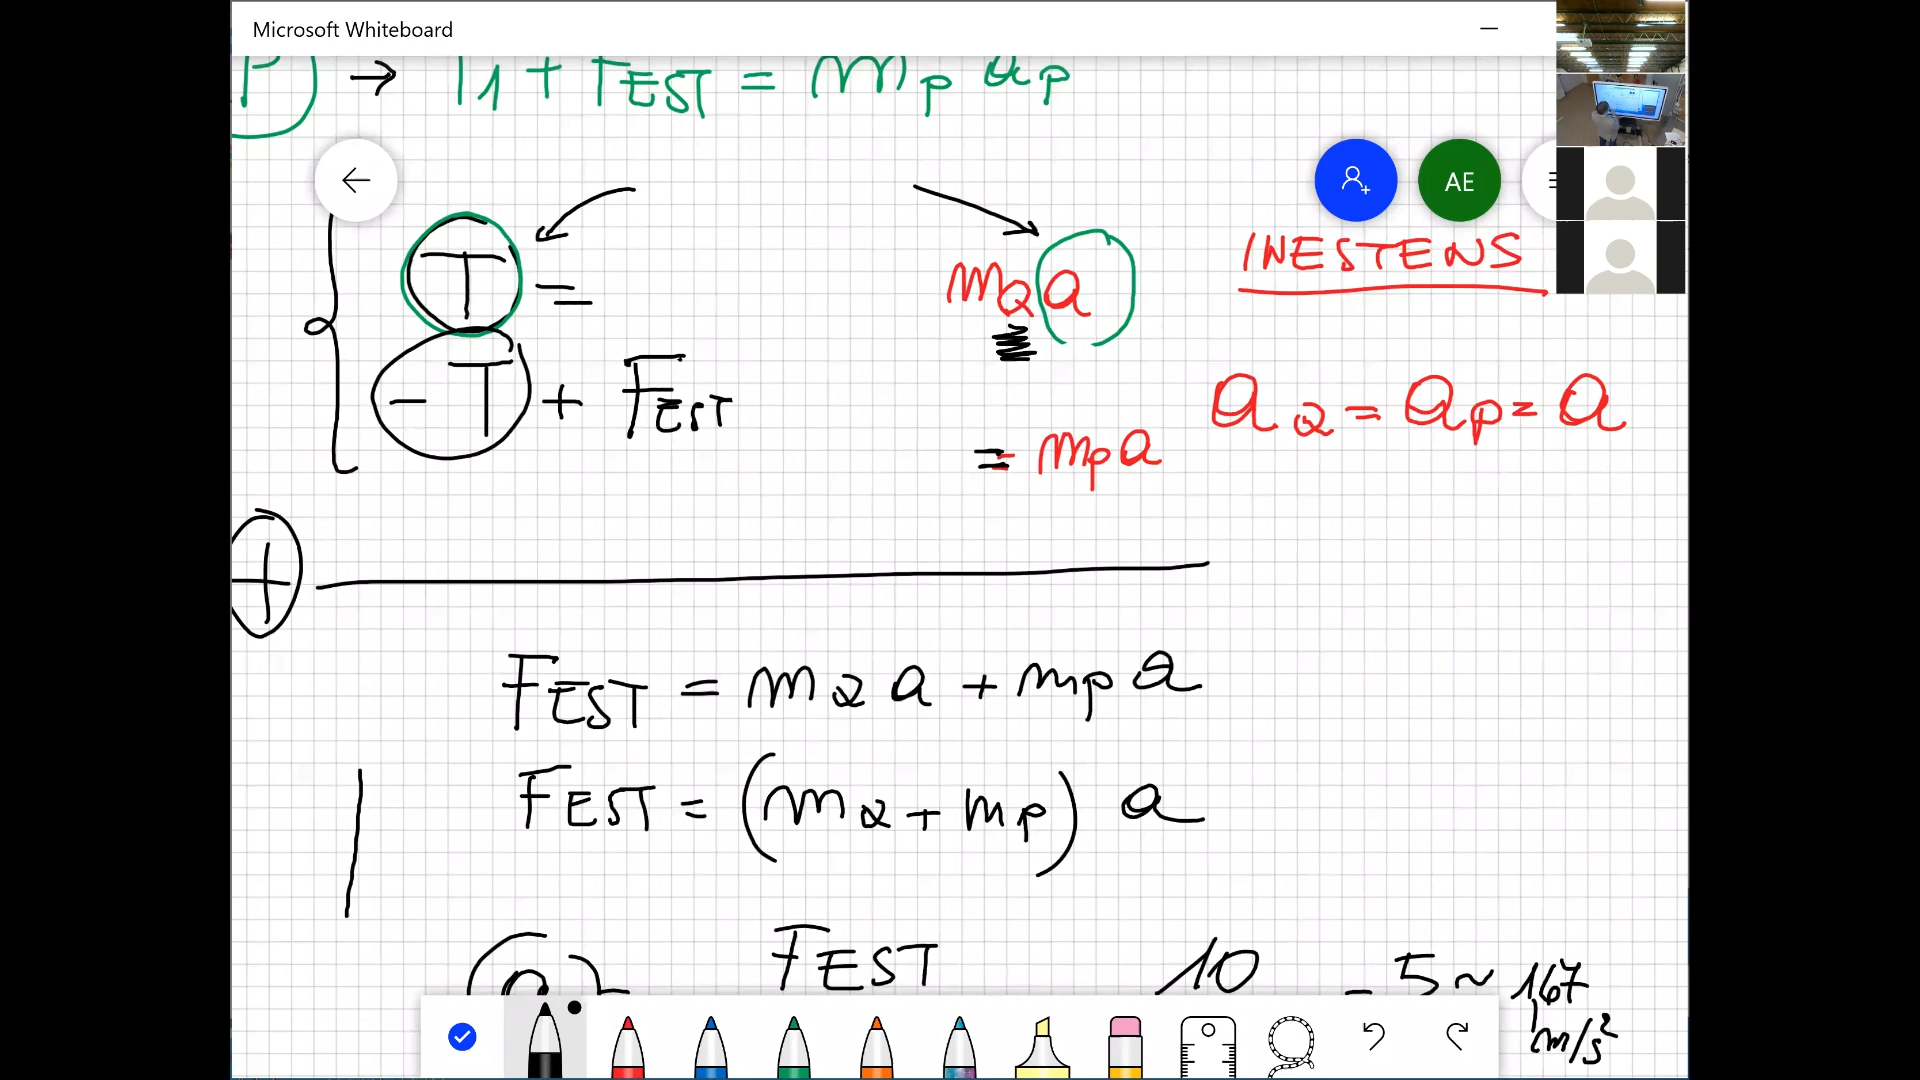 Microsoft Whiteboard
P → T1 + FEST = mP aP
AE
T = mQ a
INESTENS
- T + FEST = mP a
aQ = aP = a
+
FEST = mQ a + mP a
FEST = (mQ + mP) a
a FEST 10 - 5 ~ 1,67
m/s²